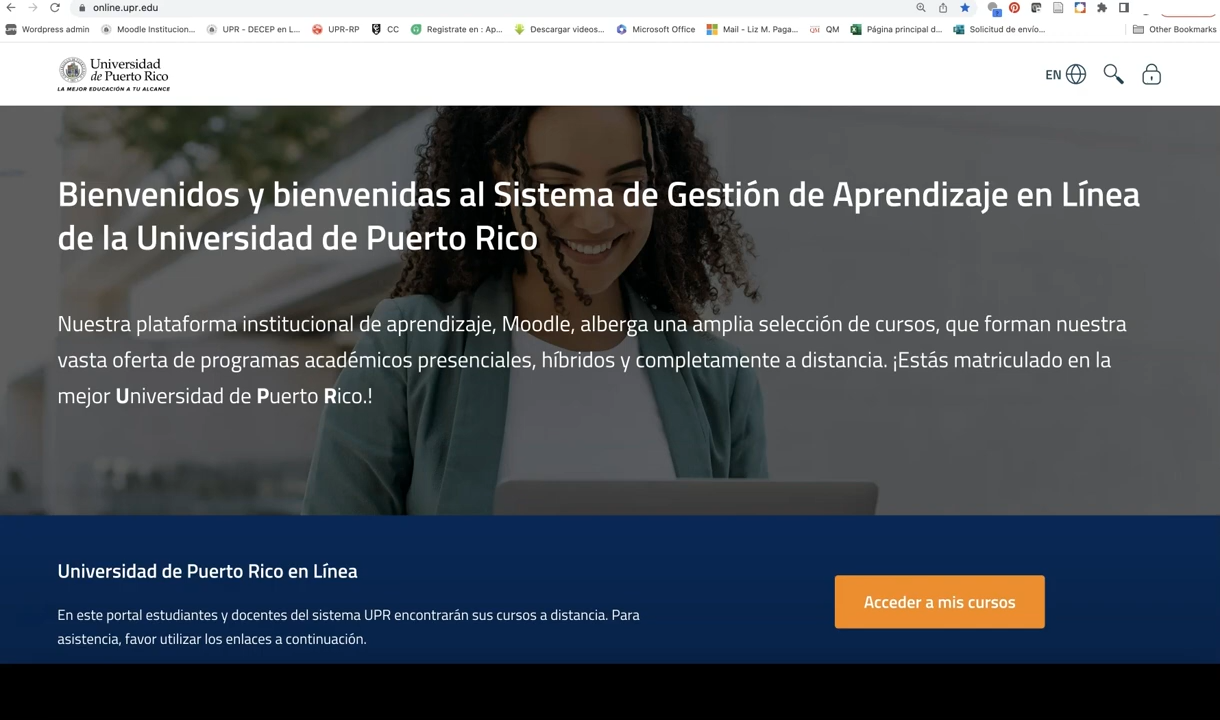 online.upr.edu
Wordpress admin
Moodle Institucion...
UPR - DECEP en L...
UPR-RP
CC
Registrate en : Ap...
Descargar videos...
Microsoft Office
Mail - Liz M. Paga...
QM QM
Página principal d...
Solicitud de envío...
Other Bookmarks
Universidad
de Puerto Rico
LA MEJOR EDUCACIÓN A TU ALCANCE
EN
Bienvenidos y bienvenidas al Sistema de Gestión de Aprendizaje en Línea
de la Universidad de Puerto Rico
Nuestra plataforma institucional de aprendizaje, Moodle, alberga una amplia selección de cursos, que forman nuestra
vasta oferta de programas académicos presenciales, híbridos y completamente a distancia. ¡Estás matriculado en la
mejor Universidad de Puerto Rico.!
Universidad de Puerto Rico en Línea
En este portal estudiantes y docentes del sistema UPR encontrarán sus cursos a distancia. Para
asistencia, favor utilizar los enlaces a continuación.
Acceder a mis cursos